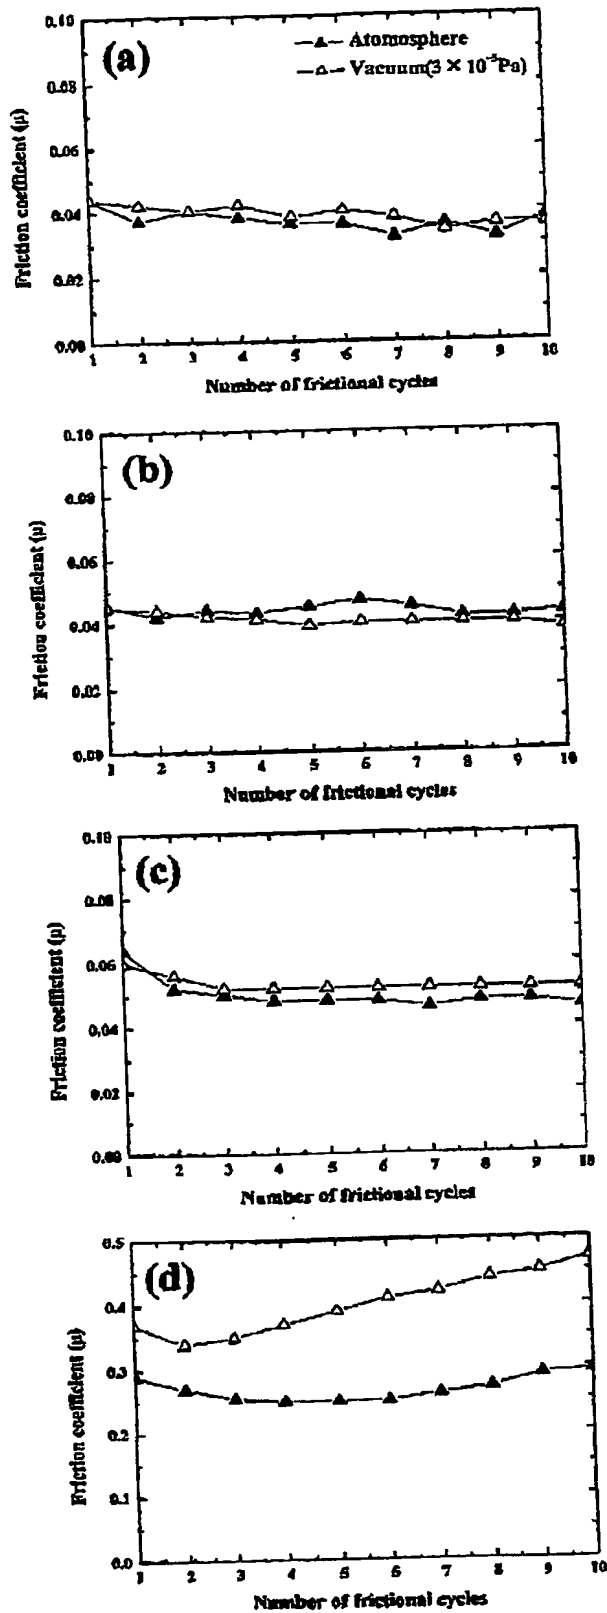 0.10
(a)
Atomosphere
Vacuum(3 × 10⁻⁵Pa)
0.08
0.06
0.04
0.02
0.00
Friction coefficient (μ)
1 2 3 4 5 6 7 8 9 10
Number of frictional cycles
0.10
(b)
0.08
0.06
0.04
0.02
0.00
Friction coefficient (μ)
1 2 3 4 5 6 7 8 9 10
Number of frictional cycles
0.10
(c)
0.08
0.06
0.04
0.02
0.00
Friction coefficient (μ)
1 2 3 4 5 6 7 8 9 10
Number of frictional cycles
0.5
(d)
0.4
0.3
0.2
0.1
0.0
Friction coefficient (μ)
1 2 3 4 5 6 7 8 9 10
Number of frictional cycles